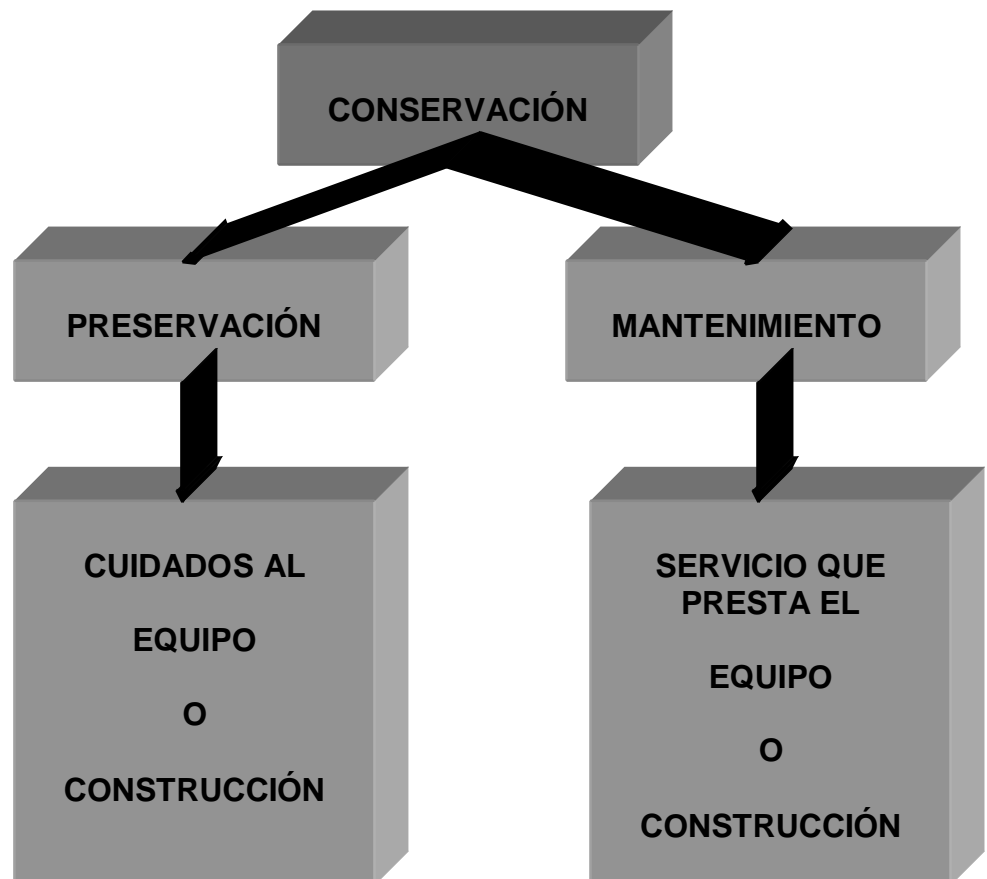 CONSERVACIÓN
PRESERVACIÓN
MANTENIMIENTO
CUIDADOS AL
EQUIPO
O
CONSTRUCCIÓN
SERVICIO QUE
PRESTA EL
EQUIPO
O
CONSTRUCCIÓN